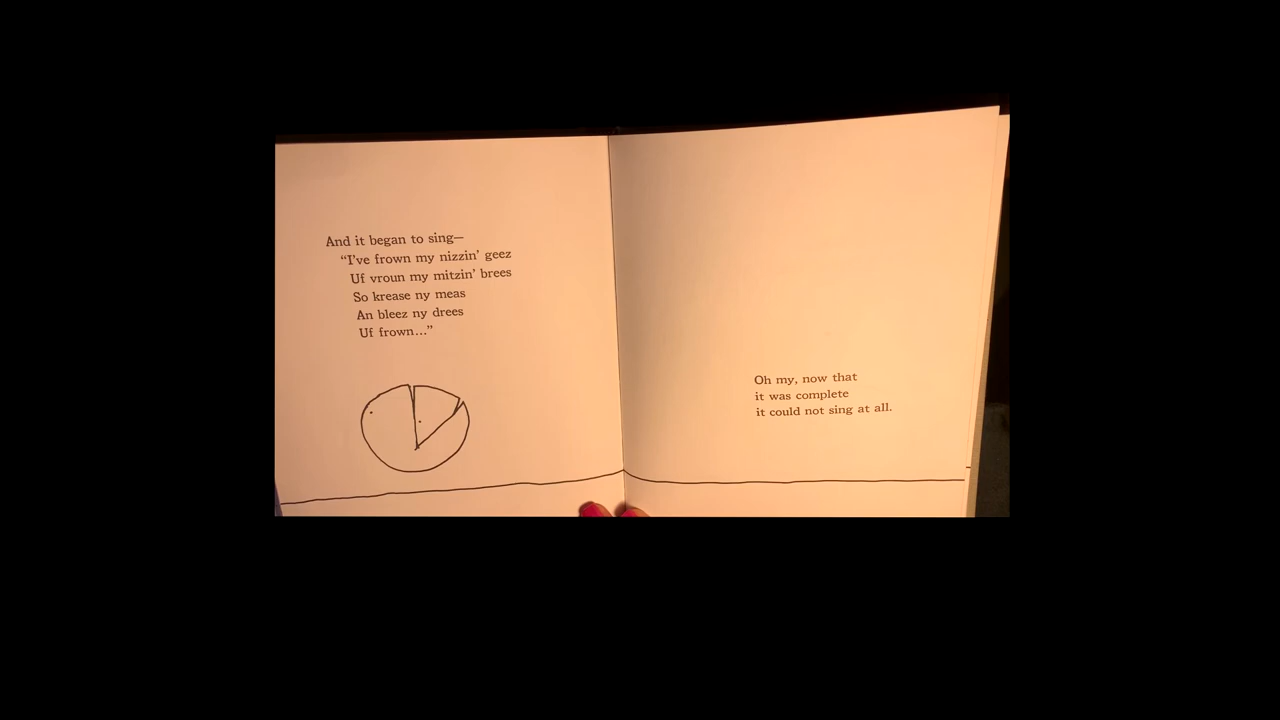 And it began to sing—
"I've frown my nizzin' geez
Uf vroun my mitzin' brees
So krease ny meas
An bleez ny drees
Uf frown..."
Oh my, now that
it was complete
it could not sing at all.